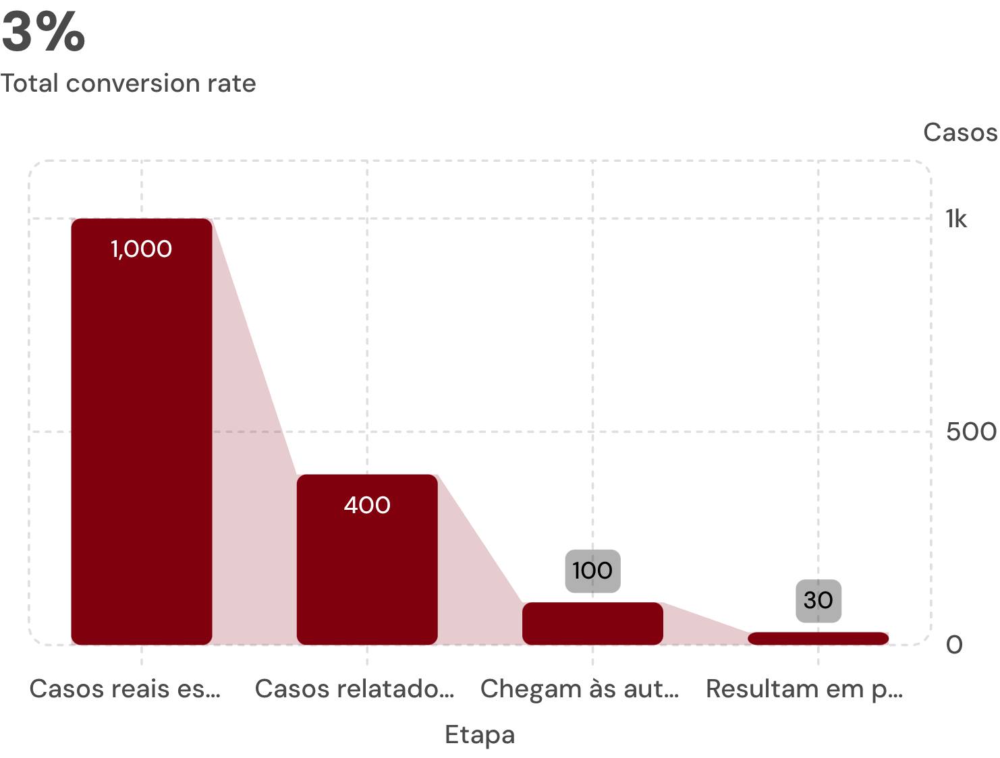 3%
Total conversion rate
Casos
1k
1,000
500
400
100
30
0
Casos reais es...
Casos relatado...
Chegam às aut...
Resultam em p...
Etapa